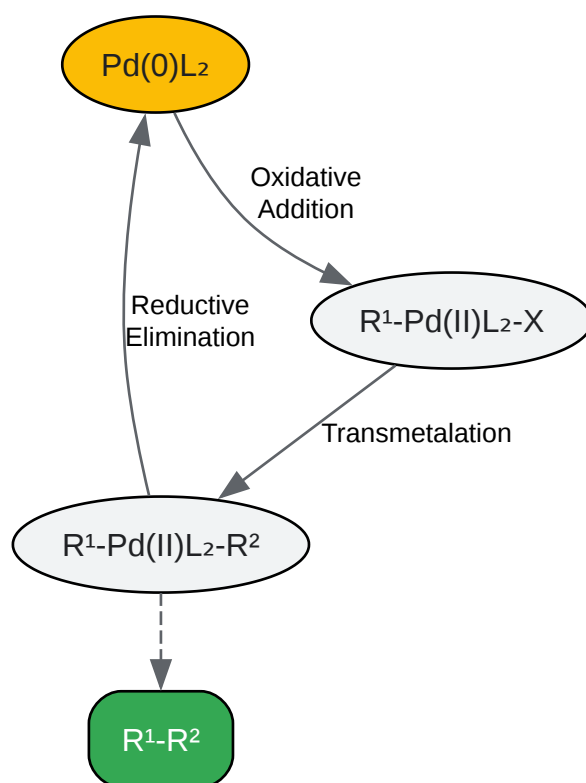 Pd(0)L₂
Oxidative
Addition
R¹-Pd(II)L₂-X
Reductive
Elimination
Transmetalation
R¹-Pd(II)L₂-R²
R¹-R²